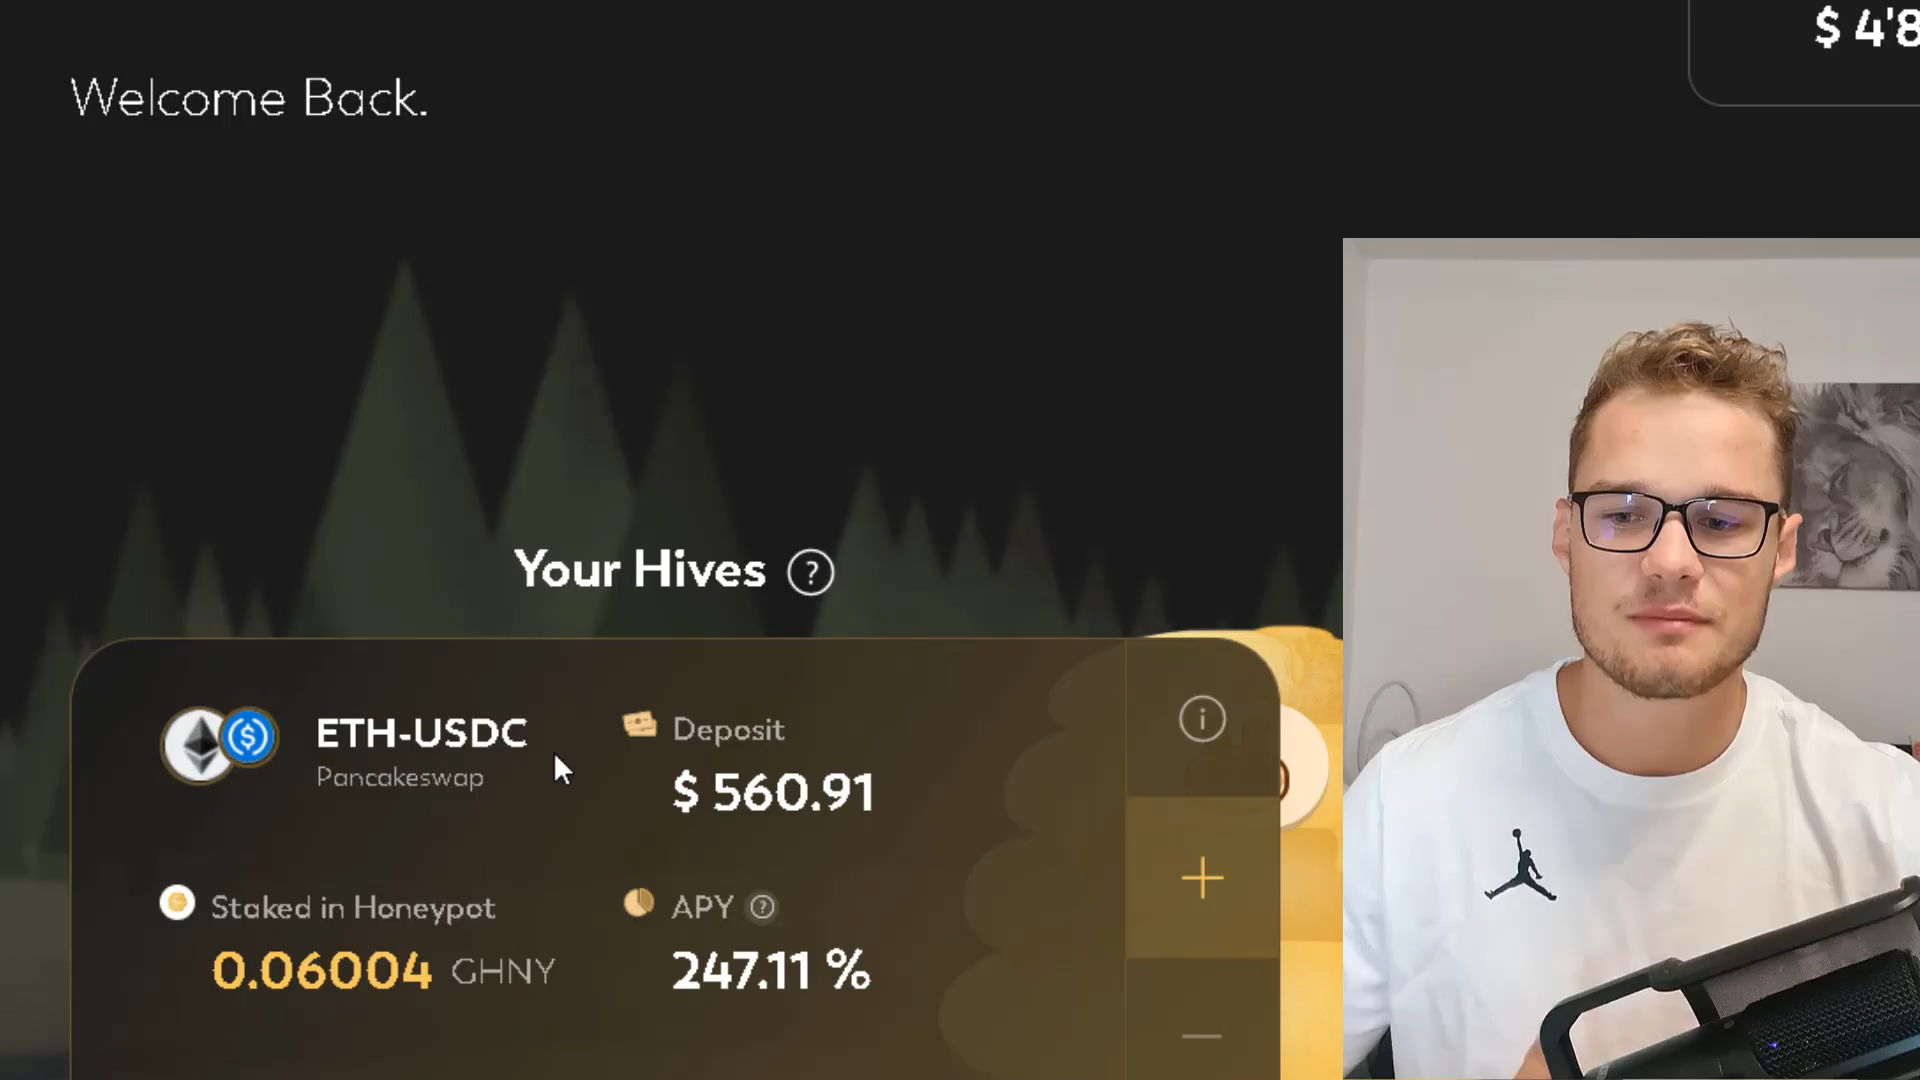 $ 4'8
Welcome Back.
Your Hives ?
ETH-USDC
Pancakeswap
Deposit
$ 560.91
Staked in Honeypot
0.06004 GHNY
APY ?
247.11 %